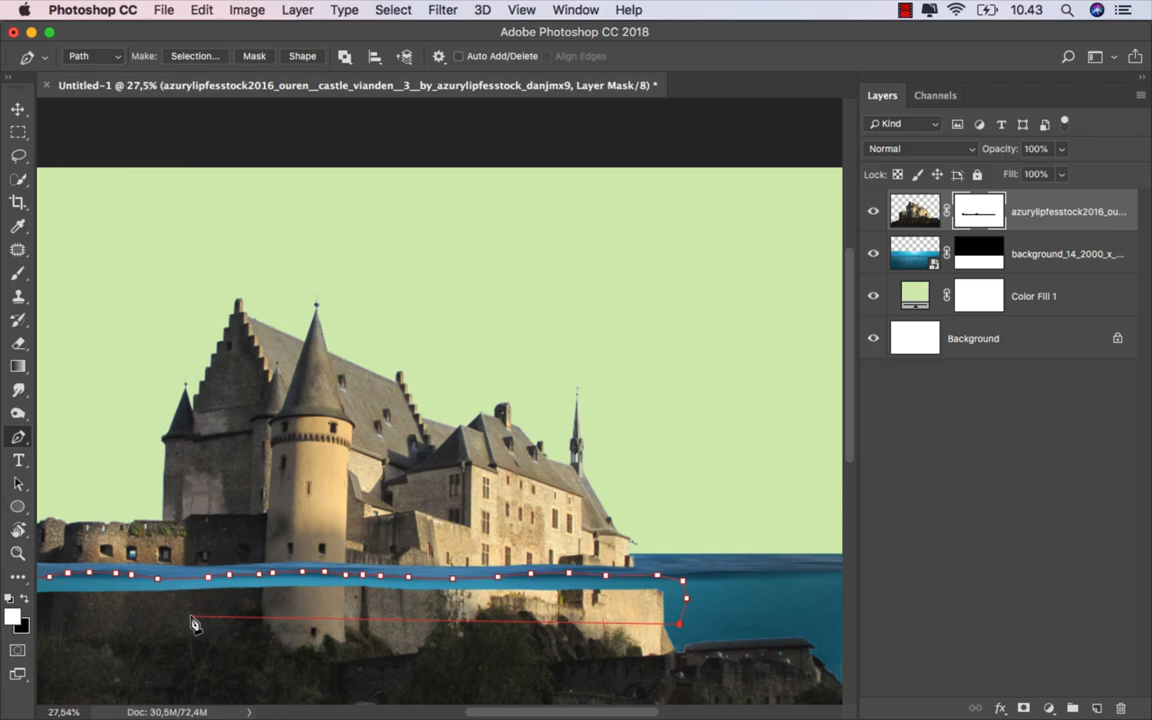 Photoshop CC File Edit Image Layer Type Select Filter 3D View Window Help 10.43
Adobe Photoshop CC 2018
Path Make: Selection... Mask Shape Auto Add/Delete Align Edges
Untitled-1 @ 27,5% (azurylipfesstock2016_ouren__castle_vianden__3__by_azurylipfesstock_danjmx9, Layer Mask/8) *
Layers Channels
Kind
Normal Opacity: 100%
Lock: Fill: 100%
azurylipfesstock2016_ou...
background_14_2000_x_...
Color Fill 1
Background
27,54% Doc: 30,5M/72,4M